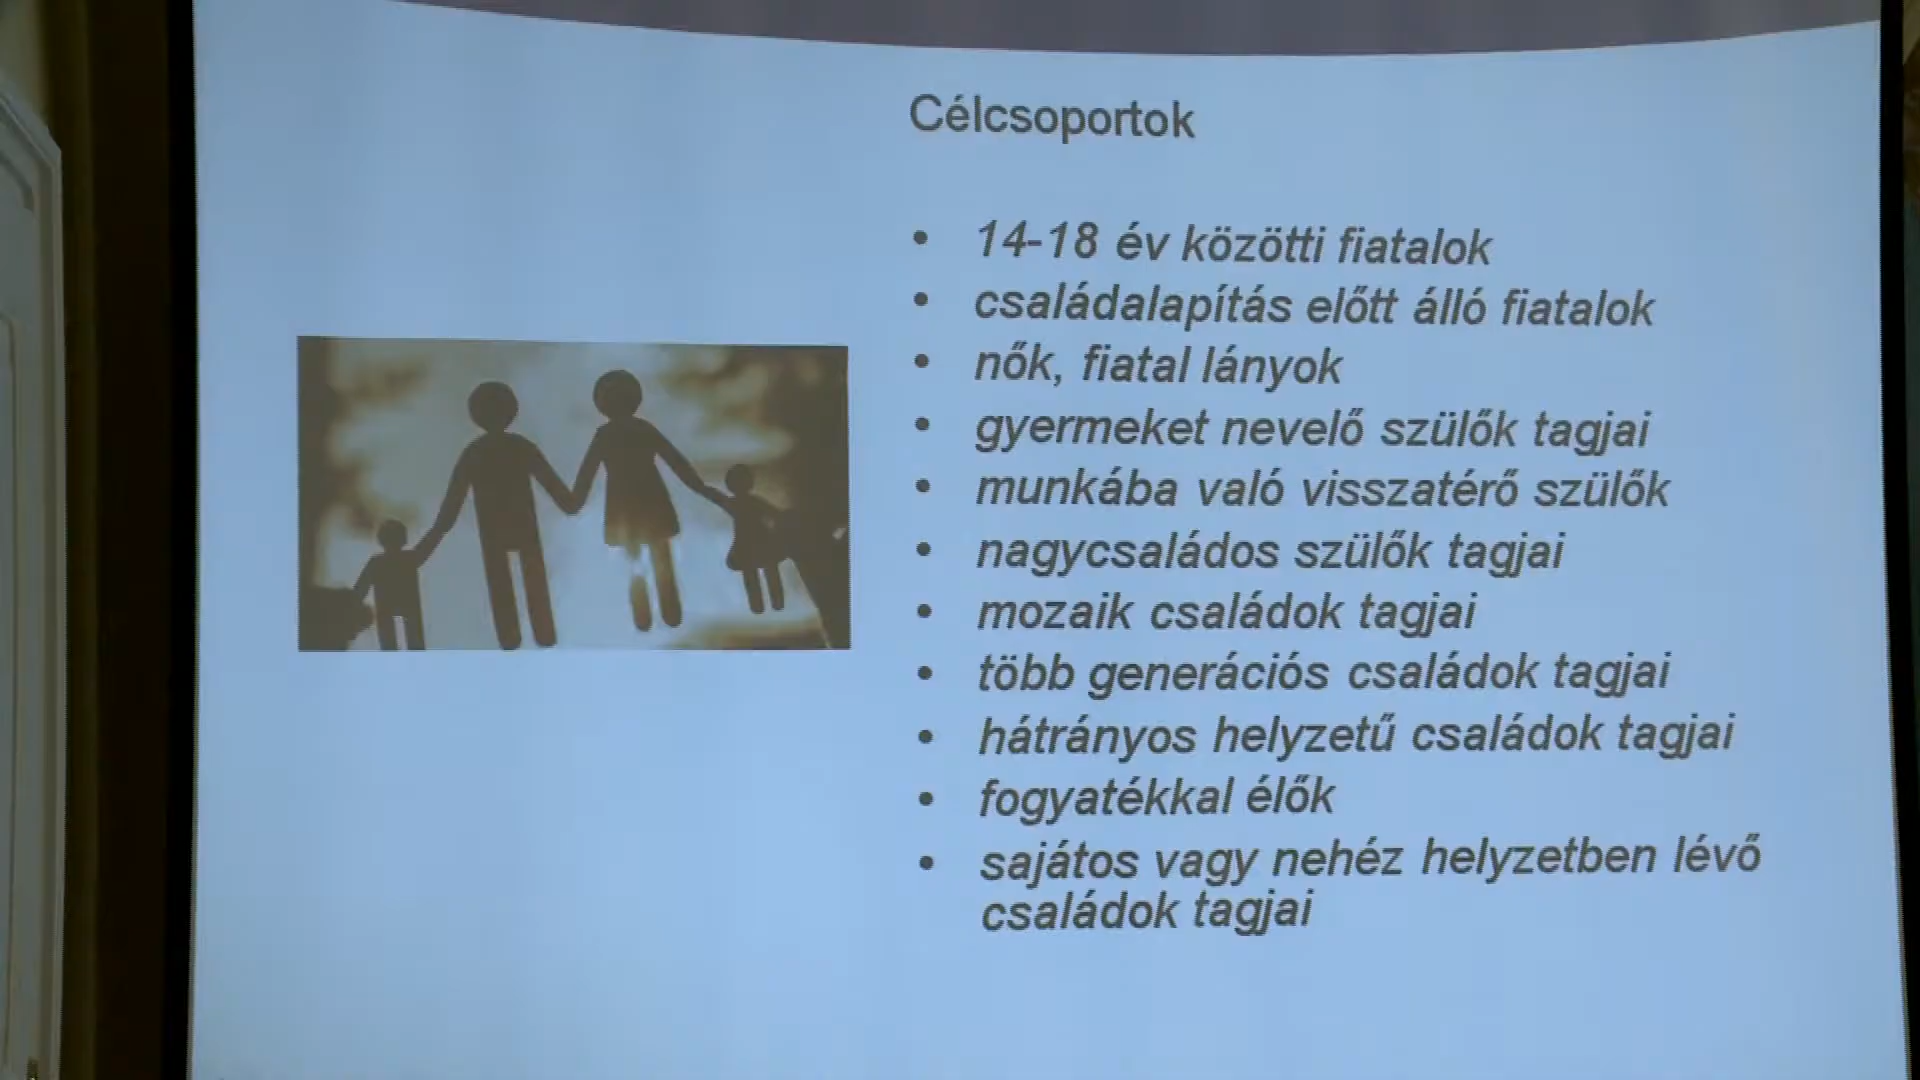 Célcsoportok
• 14-18 év közötti fiatalok
• családalapítás előtt álló fiatalok
• nők, fiatal lányok
• gyermeket nevelő szülők tagjai
• munkába való visszatérő szülők
• nagycsaládos szülők tagjai
• mozaik családok tagjai
• több generációs családok tagjai
• hátrányos helyzetű családok tagjai
• fogyatékkal élők
• sajátos vagy nehéz helyzetben lévő
családok tagjai